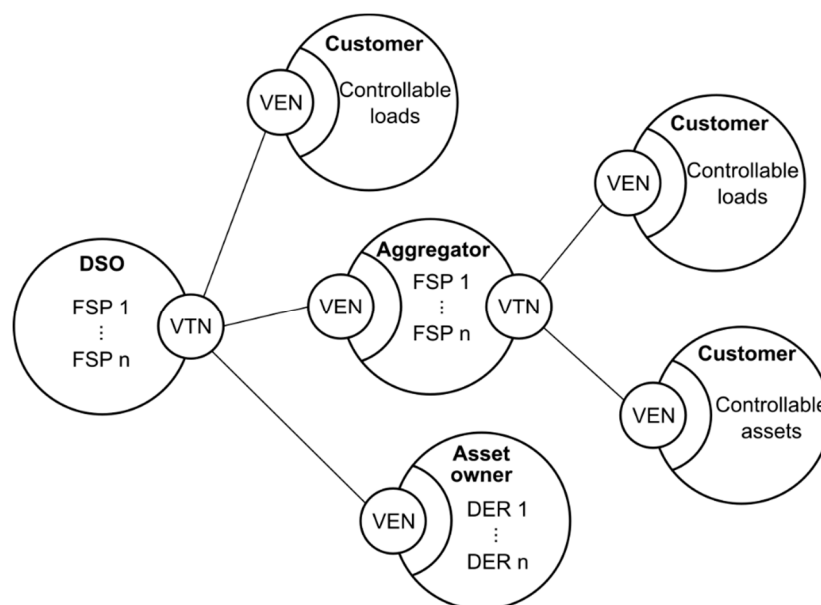 Customer
Controllable
loads
VEN
Customer
Controllable
loads
VEN
DSO
FSP 1
⋮
FSP n
VTN
Aggregator
FSP 1
⋮
FSP n
VEN
VTN
Customer
Controllable
assets
VEN
Asset
owner
DER 1
⋮
DER n
VEN